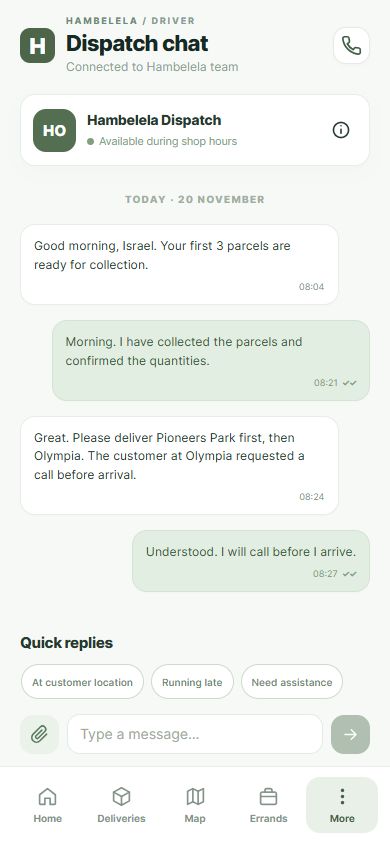 HAMBELELA / DRIVER
H
Dispatch chat
Connected to Hambelela team
HO
Hambelela Dispatch
Available during shop hours
TODAY · 20 NOVEMBER
Good morning, Israel. Your first 3 parcels are
ready for collection.
08:04
Morning. I have collected the parcels and
confirmed the quantities.
08:21
Great. Please deliver Pioneers Park first, then
Olympia. The customer at Olympia requested a
call before arrival.
08:24
Understood. I will call before I arrive.
08:27
Quick replies
At customer location
Running late
Need assistance
Type a message...
Home
Deliveries
Map
Errands
More